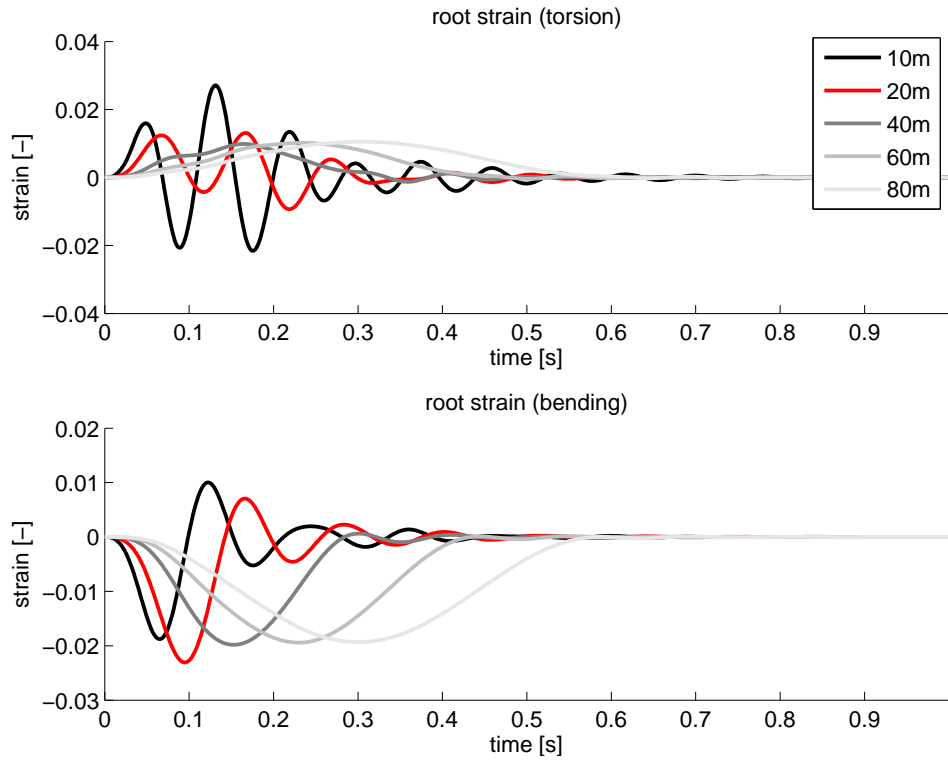 root strain (torsion)
0.04
0.02
0
−0.02
−0.04
strain [−]
0 0.1 0.2 0.3 0.4 0.5 0.6 0.7 0.8 0.9
time [s]
10m
20m
40m
60m
80m
root strain (bending)
0.02
0.01
0
−0.01
−0.02
−0.03
strain [−]
0 0.1 0.2 0.3 0.4 0.5 0.6 0.7 0.8 0.9
time [s]